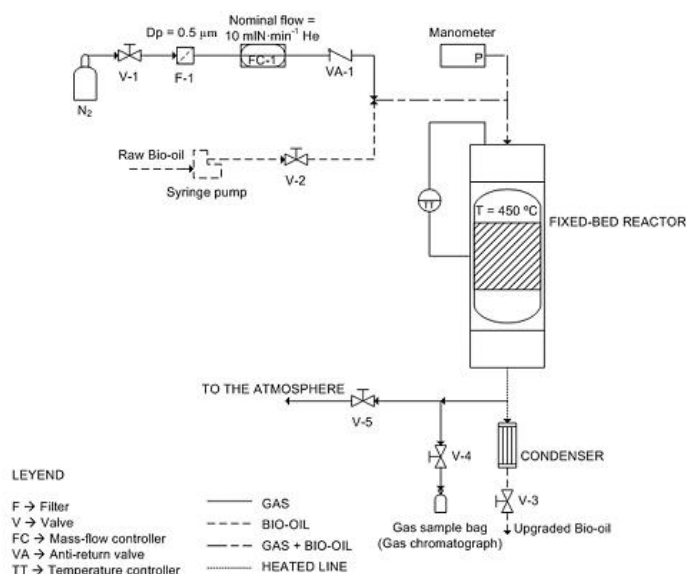 Dp = 0.5 µm
Nominal flow =
10 mlN·min⁻¹ He
Manometer
P
FC-1
V-1
F-1
VA-1
N₂
Raw Bio-oil
Syringe pump
V-2
TT
T = 450 ºC
FIXED-BED REACTOR
TO THE ATMOSPHERE
V-5
V-4
CONDENSER
V-3
Gas sample bag
(Gas chromatograph)
Upgraded Bio-oil
LEYEND
F → Filter
V → Valve
FC → Mass-flow controller
VA → Anti-return valve
TT → Temperature controller
GAS
BIO-OIL
GAS + BIO-OIL
HEATED LINE